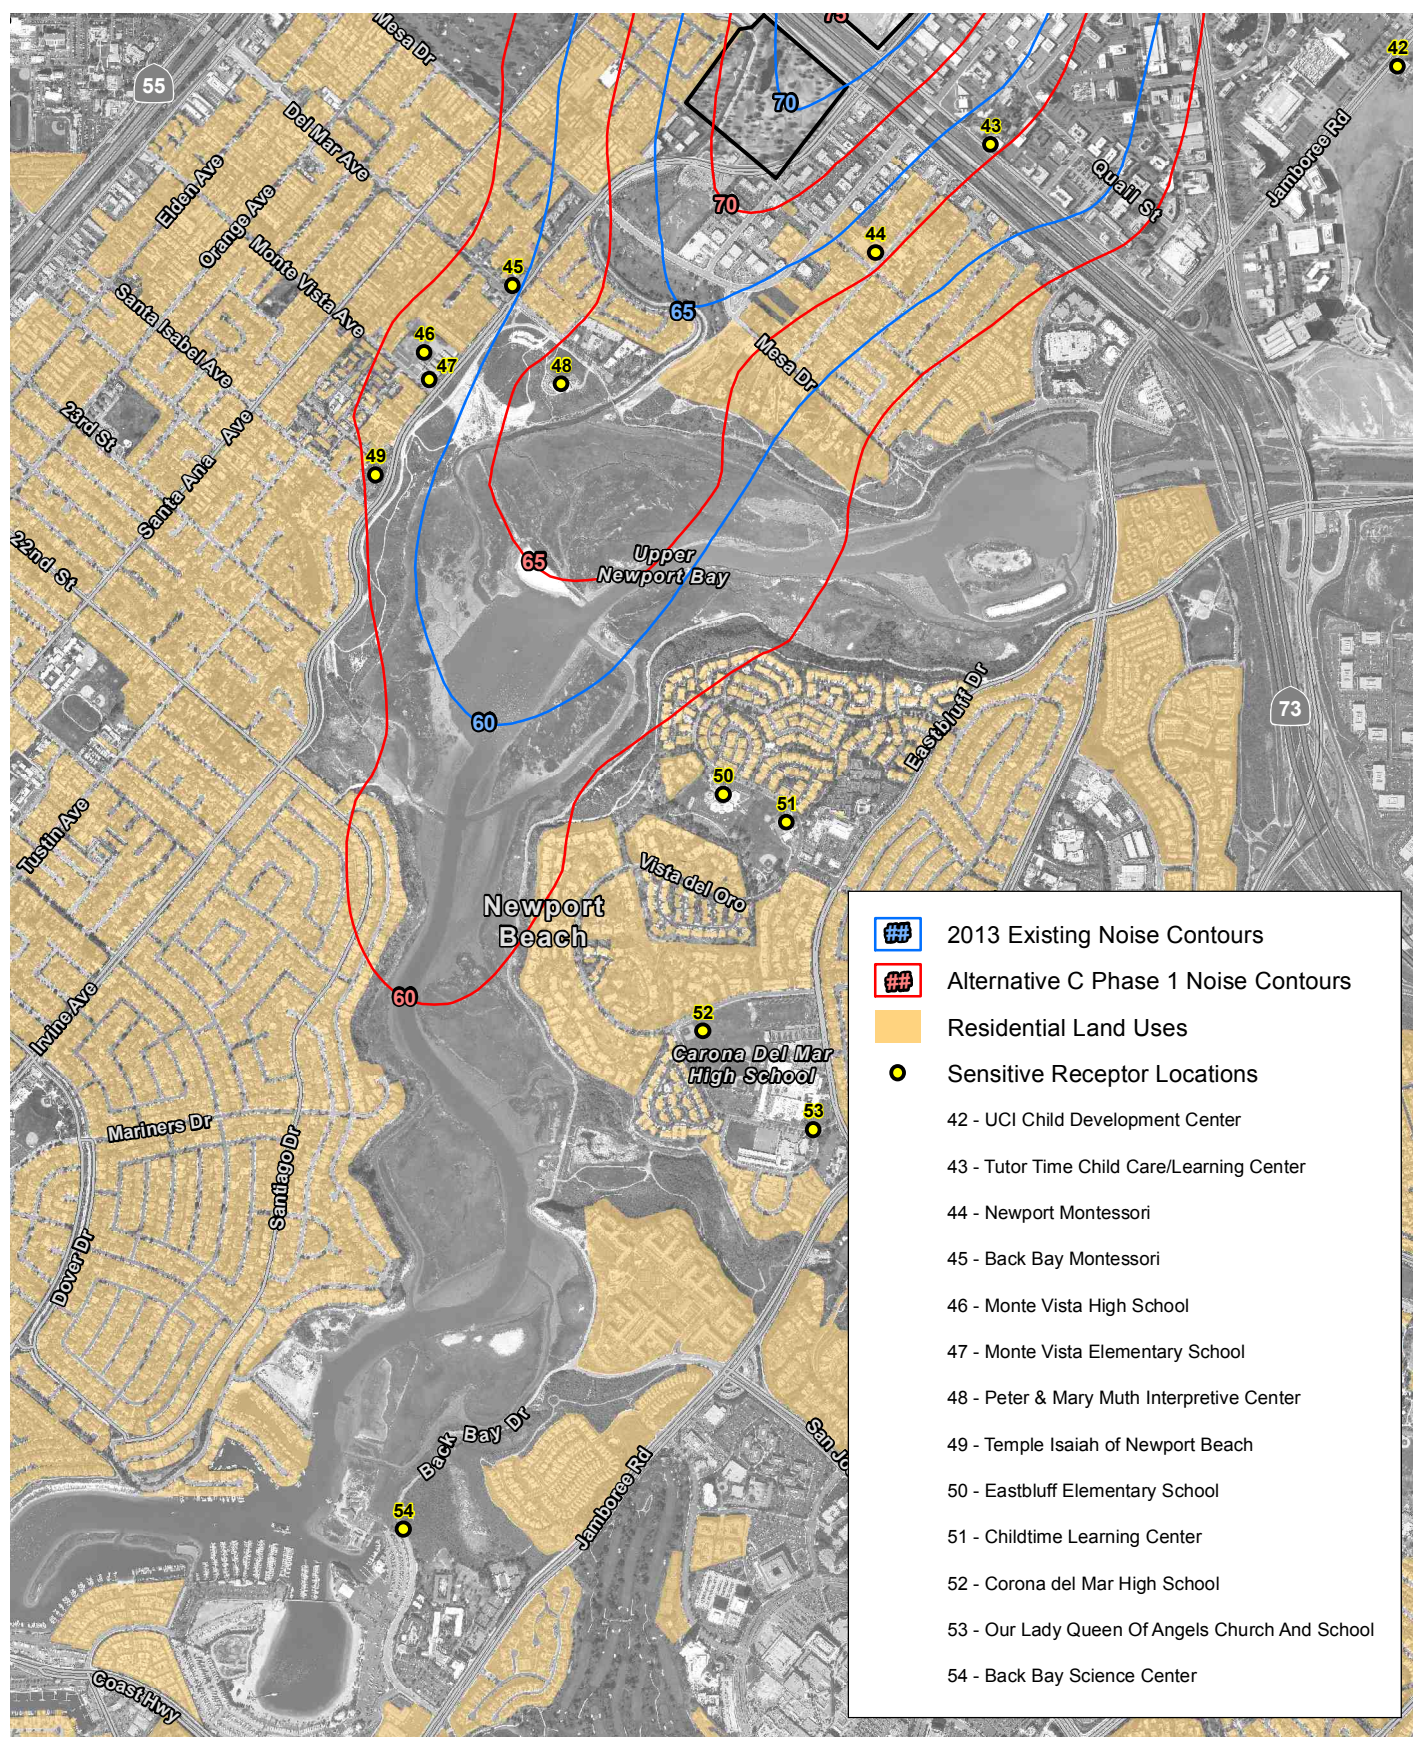 Mesa Dr
75
42
55
70
43
Del Mar Ave
Jamboree Rd
Elden Ave
Quail St
70
Orange Ave
44
Monte Vista Ave
45
Santa Isabel Ave
65
46
Mesa Dr
47
48
23rd St
Santa Ana Ave
49
22nd St
65
Upper
Newport Bay
Eastbluff Dr
73
60
50
51
Tustin Ave
Vista del Oro
Newport
Beach
60
Irvine Ave
52
Carona Del Mar
High School
53
Mariners Dr
Santiago Dr
Dover Dr
Back Bay Dr
San Jo
Jamboree Rd
54
Coast Hwy
## 2013 Existing Noise Contours
## Alternative C Phase 1 Noise Contours
Residential Land Uses
Sensitive Receptor Locations
42 - UCI Child Development Center
43 - Tutor Time Child Care/Learning Center
44 - Newport Montessori
45 - Back Bay Montessori
46 - Monte Vista High School
47 - Monte Vista Elementary School
48 - Peter & Mary Muth Interpretive Center
49 - Temple Isaiah of Newport Beach
50 - Eastbluff Elementary School
51 - Childtime Learning Center
52 - Corona del Mar High School
53 - Our Lady Queen Of Angels Church And School
54 - Back Bay Science Center